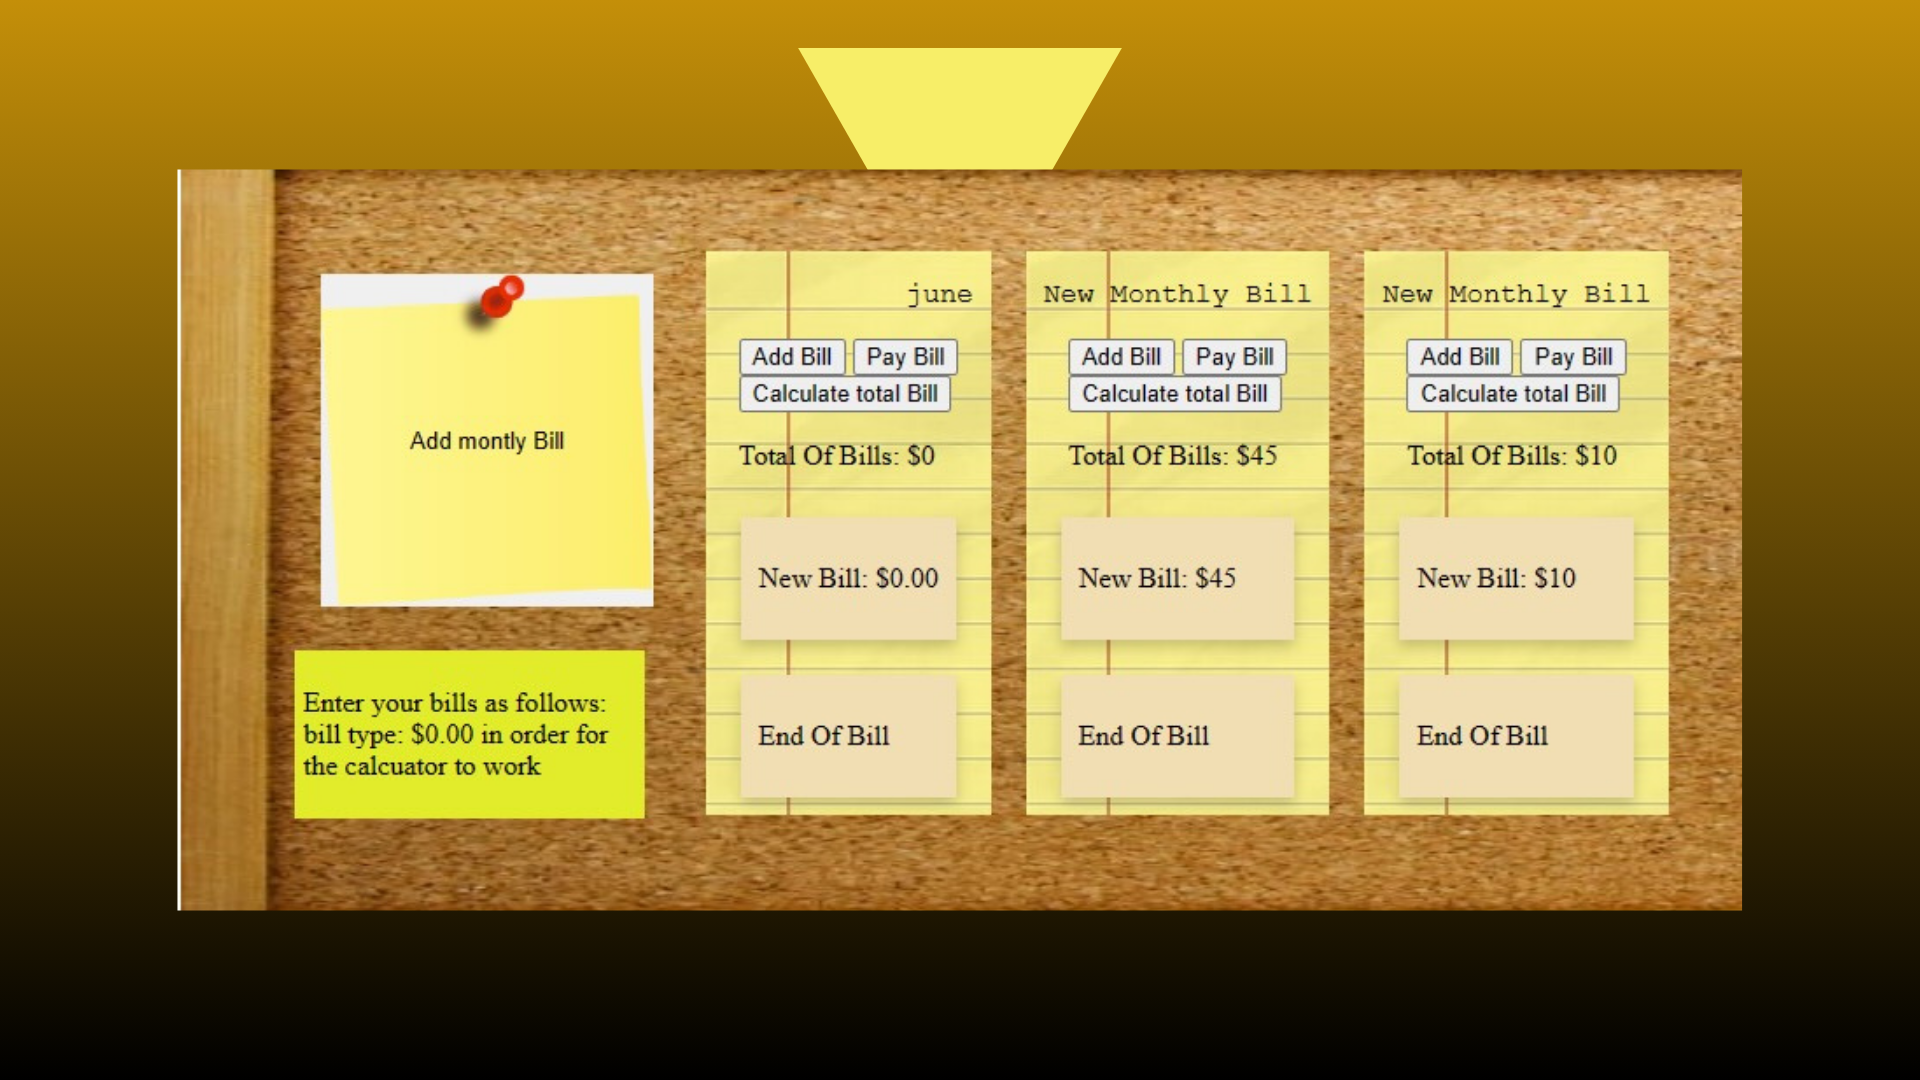 Add montly Bill
Enter your bills as follows:
bill type: $0.00 in order for
the calcuator to work
june
Add Bill Pay Bill
Calculate total Bill
Total Of Bills: $0
New Bill: $0.00
End Of Bill
New Monthly Bill
Add Bill Pay Bill
Calculate total Bill
Total Of Bills: $45
New Bill: $45
End Of Bill
New Monthly Bill
Add Bill Pay Bill
Calculate total Bill
Total Of Bills: $10
New Bill: $10
End Of Bill